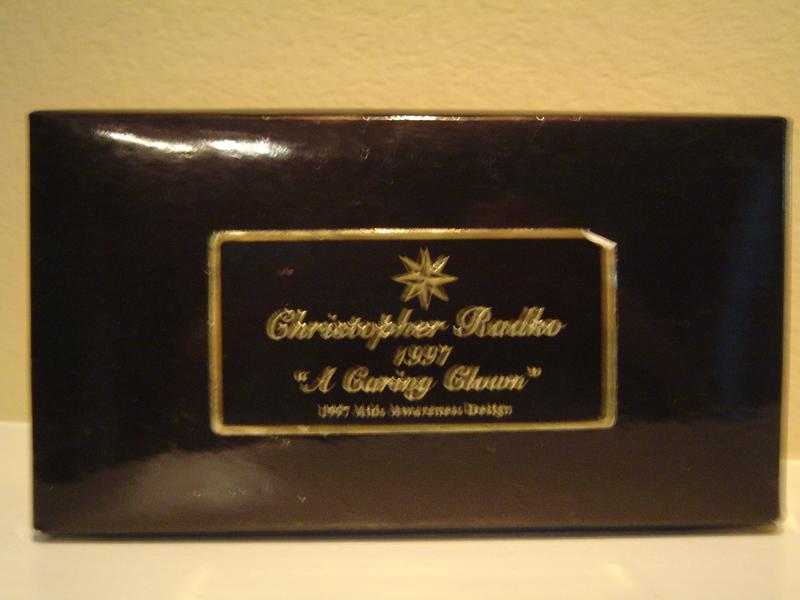 Christopher Radko
1997
"A Caring Clown"
1997 Aids Awareness Design